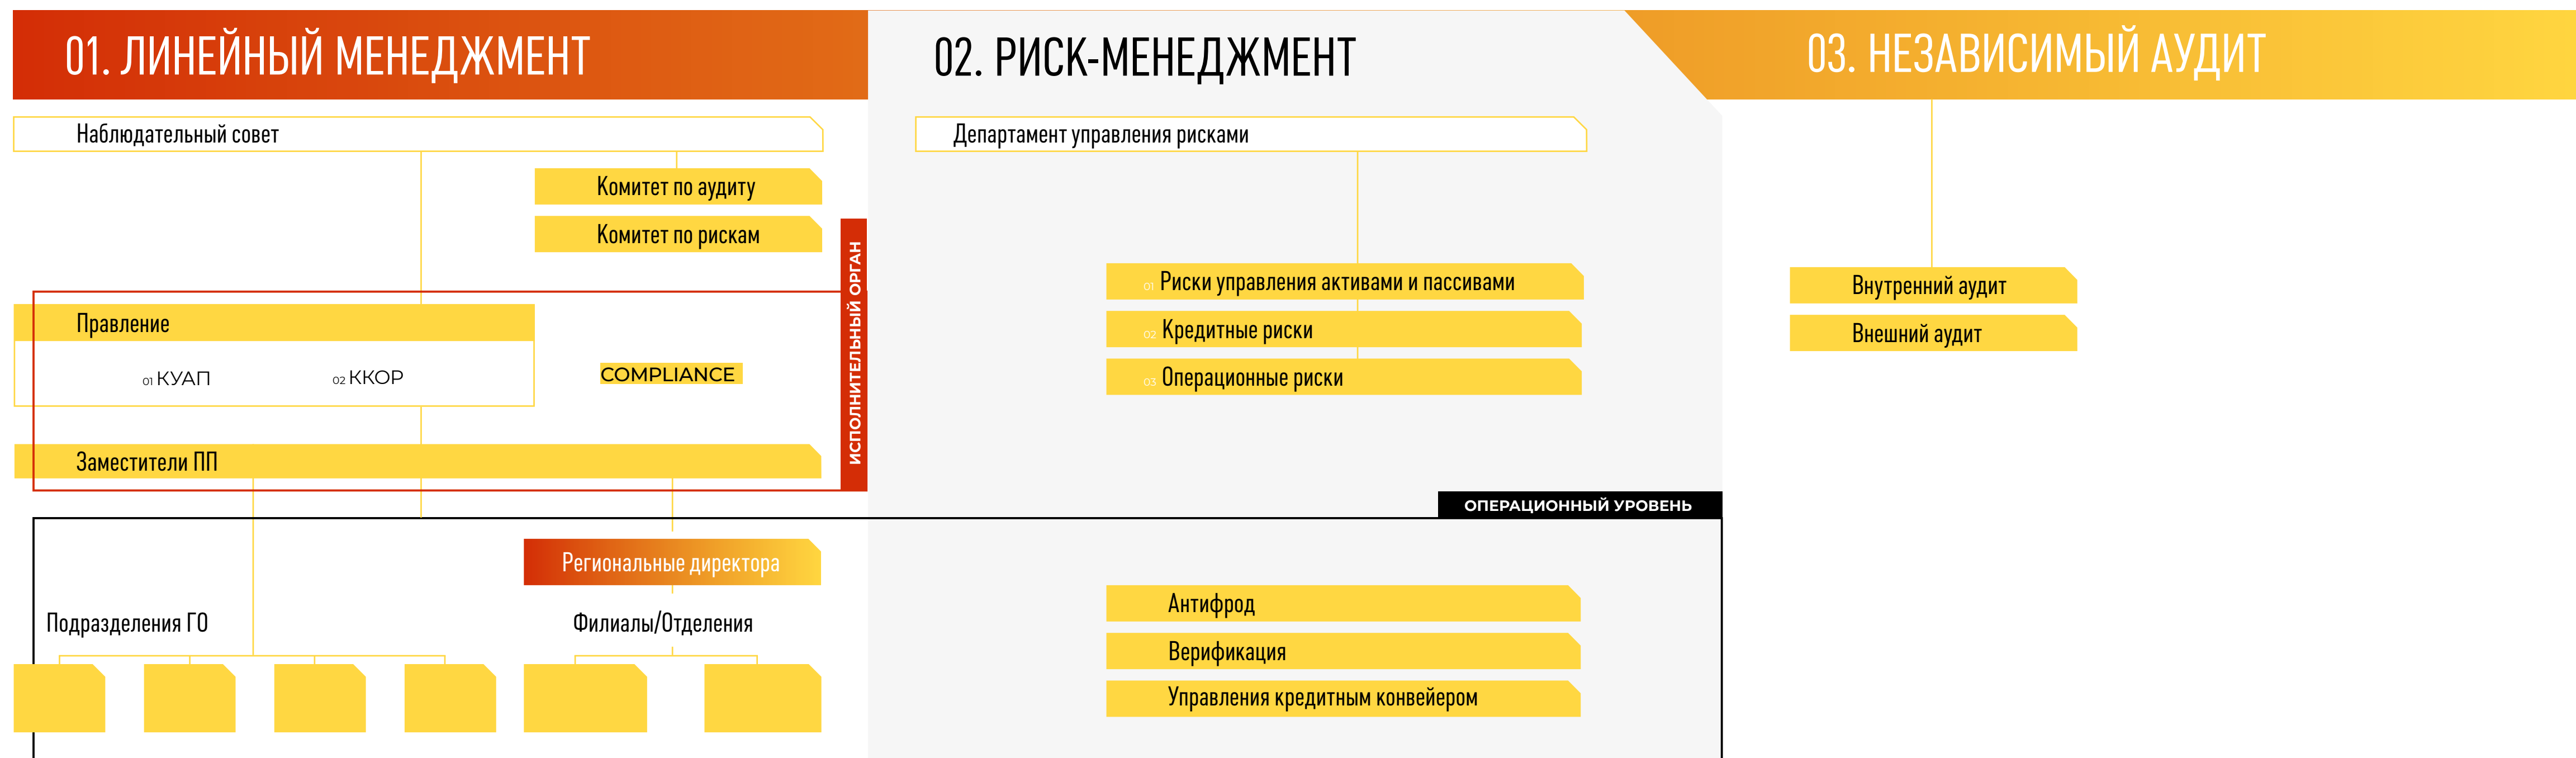 01. ЛИНЕЙНЫЙ МЕНЕДЖМЕНТ
Наблюдательный совет
Комитет по аудиту
Комитет по рискам
ИСПОЛНИТЕЛЬНЫЙ ОРГАН
Правление
01 КУАП
02 ККОР
COMPLIANCE
Заместители ПП
Региональные директора
Подразделения ГО
Филиалы/Отделения
02. РИСК-МЕНЕДЖМЕНТ
Департамент управления рисками
01 Риски управления активами и пассивами
02 Кредитные риски
03 Операционные риски
ОПЕРАЦИОННЫЙ УРОВЕНЬ
Антифрод
Верификация
Управления кредитным конвейером
03. НЕЗАВИСИМЫЙ АУДИТ
Внутренний аудит
Внешний аудит